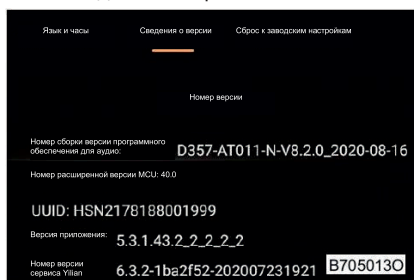 Язык и часы
Сведения о версии
Сброс к заводским настройкам
Номер версии
Номер сборки версии программного
обеспечения для аудио:
D357-AT011-N-V8.2.0_2020-08-16
Номер расширенной версии MCU: 40.0
UUID: HSN2178188001999
Версия приложения:
5.3.1.43.2_2_2_2_2
Номер версии
сервиса Yilian
6.3.2-1ba2f52-202007231921
B705013O